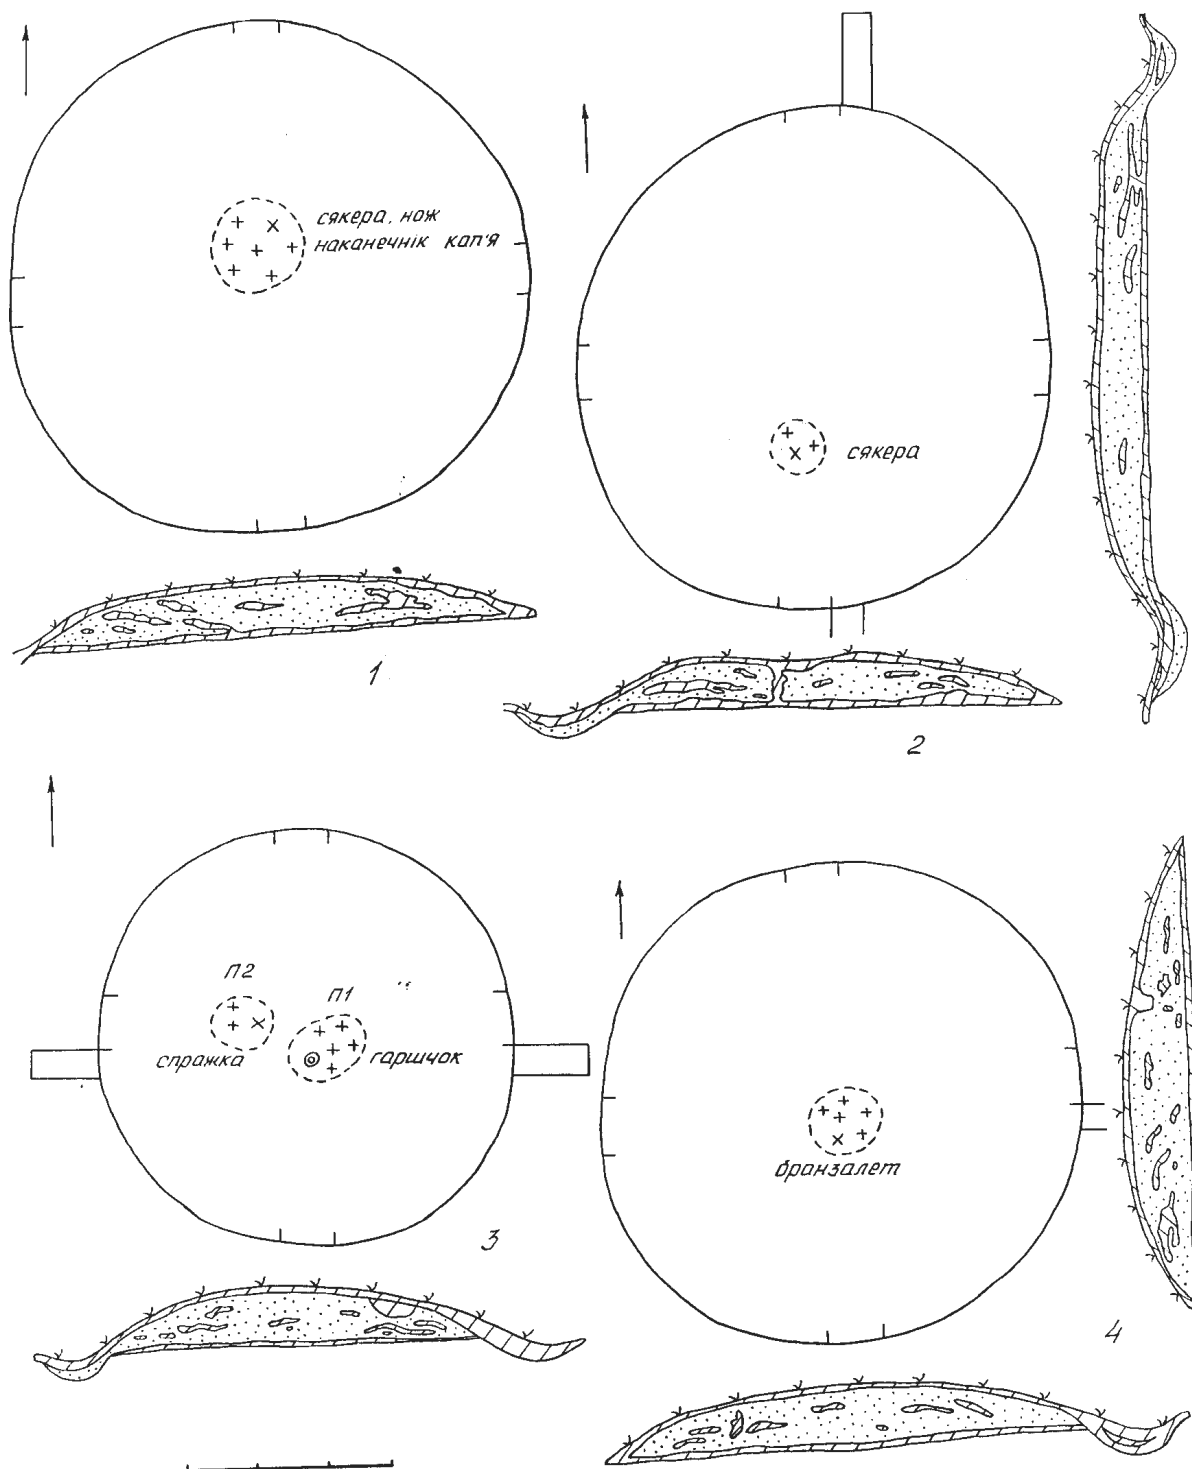 сякера, нож
наканечнік кап'я
1
сякера
2
П2
П1
спражка
гаршчок
3
бранзалет
4